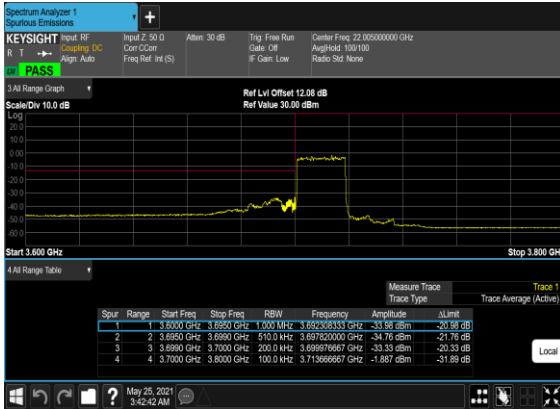 Spectrum Analyzer 1
Spurious Emissions
+
KEYSIGHT Input: RF Input Z: 50 Ω Atten: 30 dB Trig: Free Run Center Freq: 22.005000000 GHz
R T Coupling: DC Corr CCorr Gate: Off Avg|Hold: 100/100
Align: Auto Freq Ref: Int (S) IF Gain: Low Radio Std: None
PASS
3 All Range Graph
Ref Lvl Offset 12.08 dB
Scale/Div 10.0 dB Ref Value 30.00 dBm
Log
20.0
10.0
0.00
-10.0
-20.0
-30.0
-40.0
-50.0
-60.0
Start 3.600 GHz Stop 3.800 GH
4 All Range Table
Measure Trace Trace 1
Trace Type Trace Average (Active)
Spur Range Start Freq Stop Freq RBW Frequency Amplitude ΔLimit
1 1 3.6000 GHz 3.6950 GHz 1.000 MHz 3.692308333 GHz -33.98 dBm -20.98 dB
2 2 3.6950 GHz 3.6990 GHz 510.0 kHz 3.697820000 GHz -34.76 dBm -21.76 dB
3 3 3.6990 GHz 3.7000 GHz 200.0 kHz 3.699976667 GHz -33.33 dBm -20.33 dB
4 4 3.7000 GHz 3.8000 GHz 100.0 kHz 3.713666667 GHz -1.887 dBm -31.89 dB
Local
?
May 25, 2021
3:42:42 AM